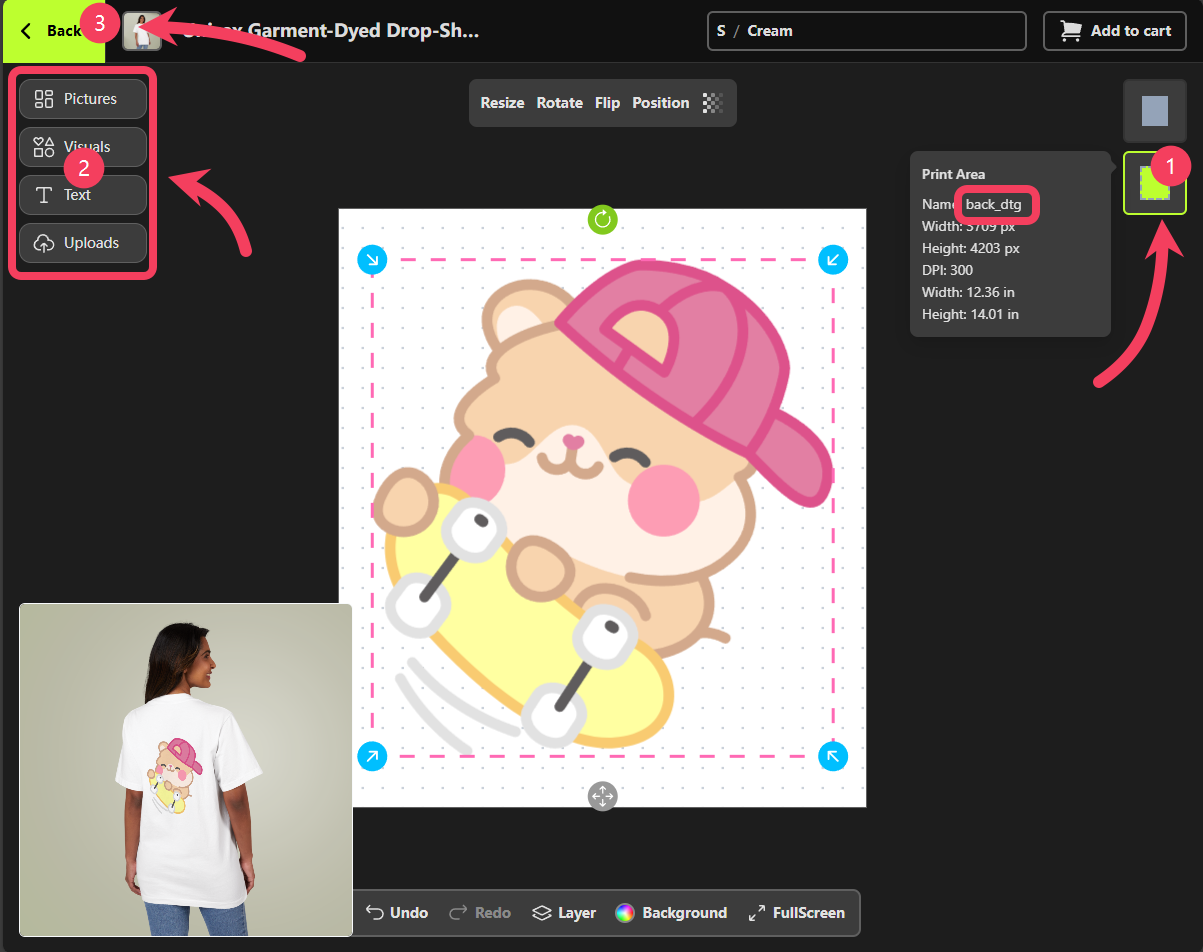 Back
3
Garment-Dyed Drop-Sh...
S / Cream
Add to cart
Pictures
Visuals
2
Text
Uploads
Resize Rotate Flip Position
1
Print Area
Name back_dtg
Width: 3709 px
Height: 4203 px
DPI: 300
Width: 12.36 in
Height: 14.01 in
Undo Redo Layer Background FullScreen